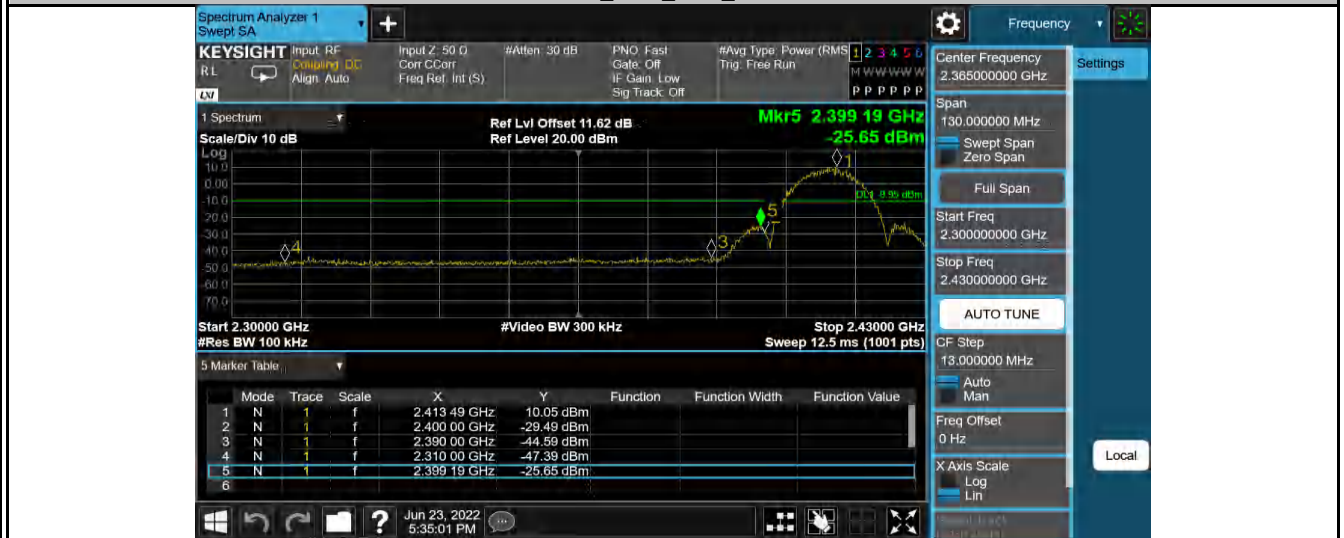 Spectrum Analyzer 1
Swept SA
+
Frequency
KEYSIGHT
RL
LXI
Input: RF
Coupling: DC
Align: Auto
Input Z: 50 Ω
Corr CCorr
Freq Ref: Int (S)
#Atten: 30 dB
PNO: Fast
Gate: Off
IF Gain: Low
Sig Track: Off
#Avg Type: Power (RMS
Trig: Free Run
1 2 3 4 5 6
M W W W W W
P P P P P P
1 Spectrum
Scale/Div 10 dB
Ref Lvl Offset 11.62 dB
Ref Level 20.00 dBm
Mkr5 2.399 19 GHz
-25.65 dBm
Log
10.0
0.00
-10.0
-20.0
-30.0
-40.0
-50.0
-60.0
-70.0
1
5
3
4
Start 2.30000 GHz
#Res BW 100 kHz
#Video BW 300 kHz
Stop 2.43000 GHz
Sweep 12.5 ms (1001 pts)
5 Marker Table
Mode Trace Scale X Y Function Function Width Function Value
1 N 1 f 2.413 49 GHz 10.05 dBm
2 N 1 f 2.400 00 GHz -29.49 dBm
3 N 1 f 2.390 00 GHz -44.59 dBm
4 N 1 f 2.310 00 GHz -47.39 dBm
5 N 1 f 2.399 19 GHz -25.65 dBm
6
?
Jun 23, 2022
5:35:01 PM
Center Frequency
2.365000000 GHz
Settings
Span
130.000000 MHz
Swept Span
Zero Span
Full Span
Start Freq
2.300000000 GHz
Stop Freq
2.430000000 GHz
AUTO TUNE
CF Step
13.000000 MHz
Auto
Man
Freq Offset
0 Hz
X Axis Scale
Log
Lin
Local